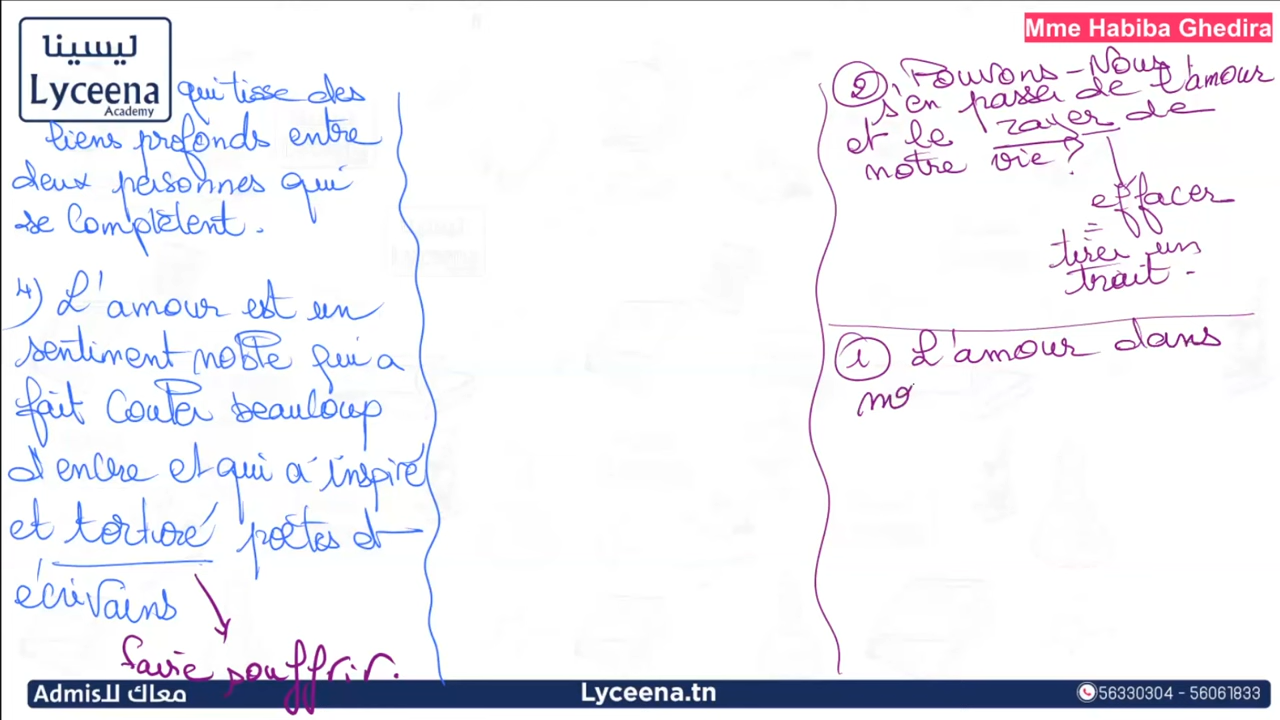 Mme Habiba Ghedira
ليسينا
Lyceena
Academy
qui tisse des
liens profonds entre
deux personnes qui
se complètent.
4) L'amour est un
sentiment noble qui a
fait couler beaucoup
d'encre et qui a inspiré
et torturé poètes et
écrivains
faire souffrir.
② Pouvons-Nous
s'en passer de l'amour
et le rayer de
notre vie ?
effacer
=
tirer un
trait.
① L'amour dans
mo
معاك للـAdmis
Lyceena.tn
56330304 - 56061833